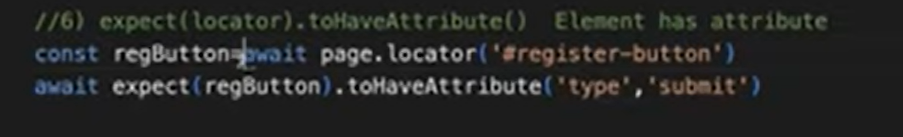 //6) expect(locator).toHaveAttribute()  Element has attribute
const regButton=await page.locator('#register-button')
await expect(regButton).toHaveAttribute('type','submit')